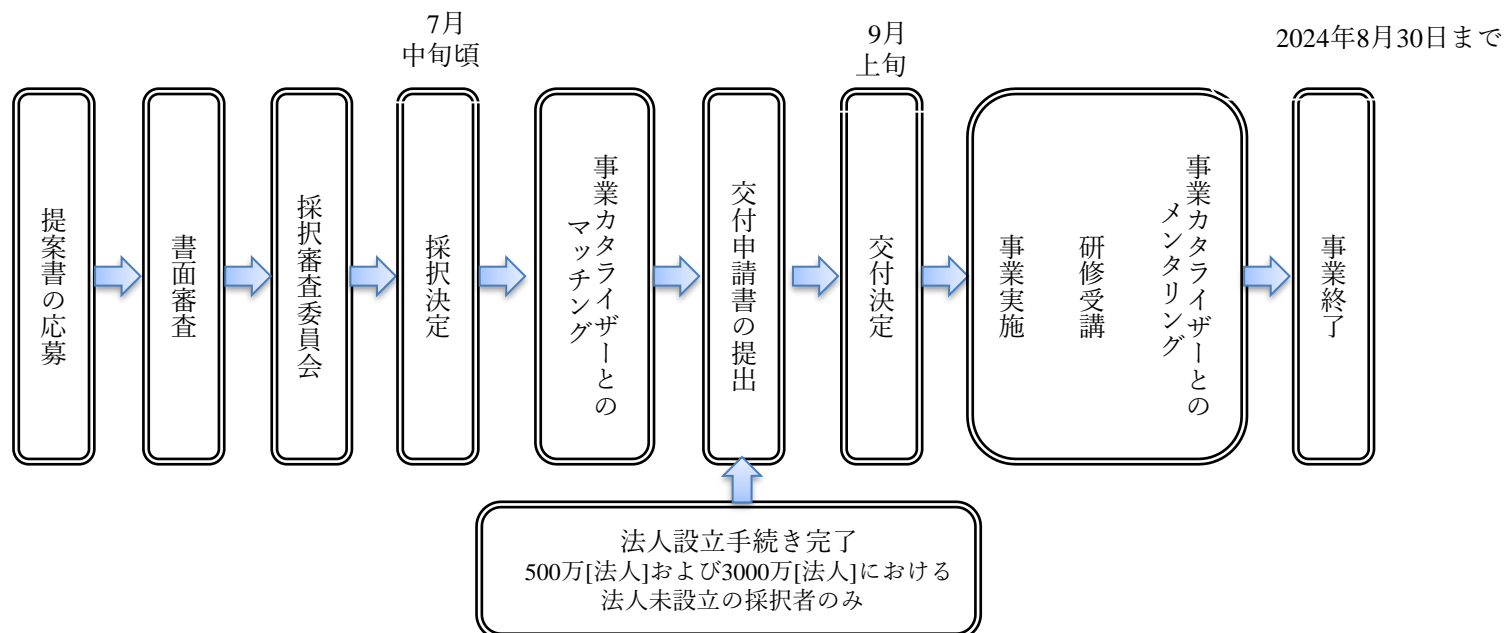 7月
中旬頃
9月
上旬
2024年8月30日まで
提案書の応募
書面審査
採択審査委員会
採択決定
事業カタライザーとの
マッチング
交付申請書の提出
交付決定
事業実施
研修受講
事業カタライザーとの
メンタリング
事業終了
法人設立手続き完了
500万[法人]および3000万[法人]における
法人未設立の採択者のみ